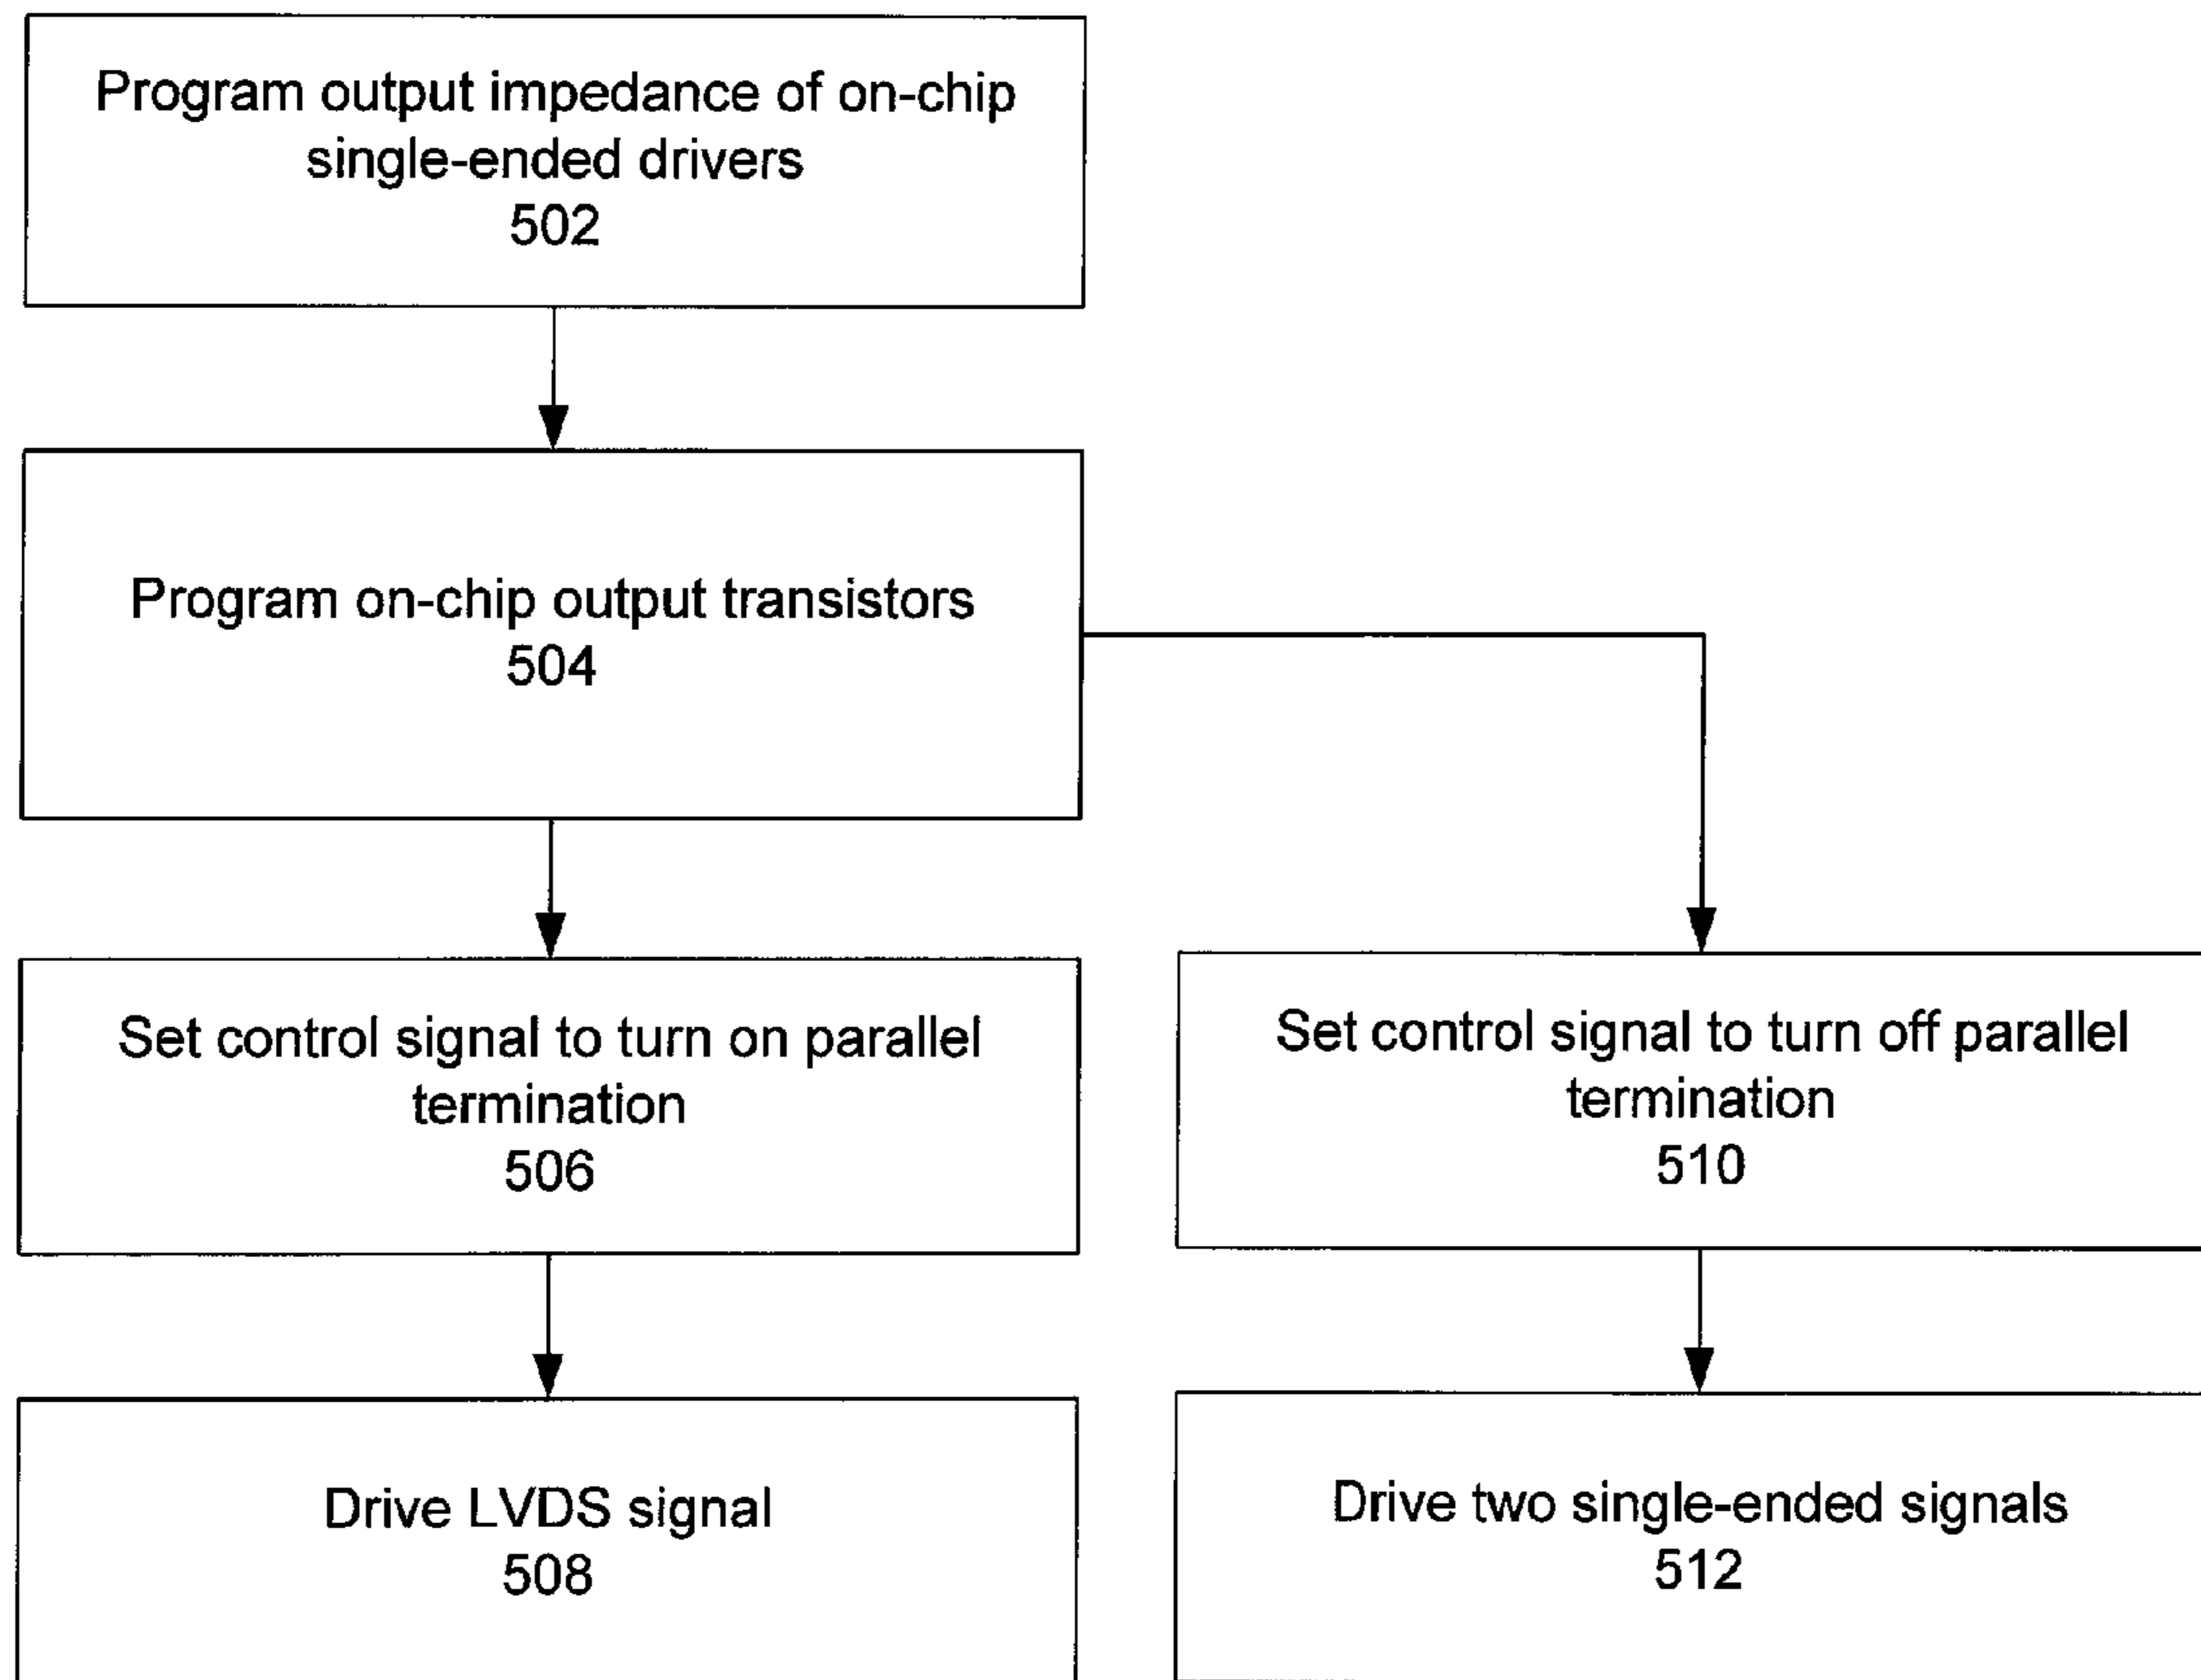 Program output impedance of on-chip
single-ended drivers
502
Program on-chip output transistors
504
Set control signal to turn on parallel
termination
506
Set control signal to turn off parallel
termination
510
Drive LVDS signal
508
Drive two single-ended signals
512